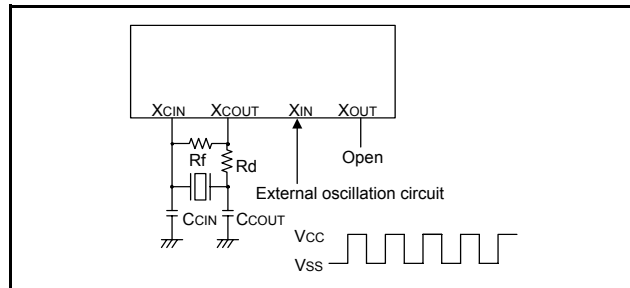 XCIN XCOUT XIN XOUT
Rf
Rd
Open
External oscillation circuit
CCIN CCOUT
VCC
VSS